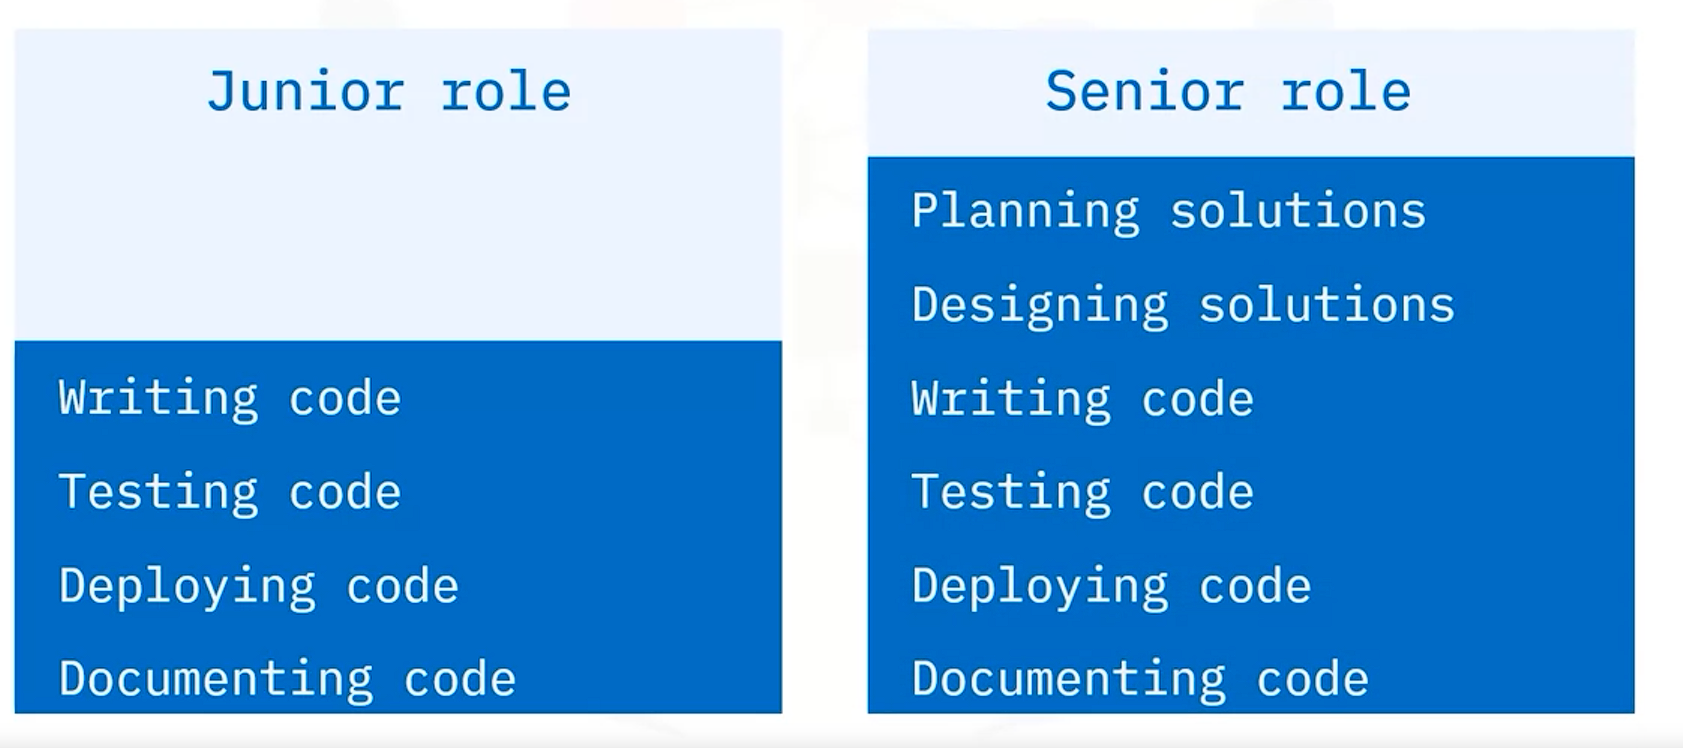 Junior role
Writing code
Testing code
Deploying code
Documenting code
Senior role
Planning solutions
Designing solutions
Writing code
Testing code
Deploying code
Documenting code